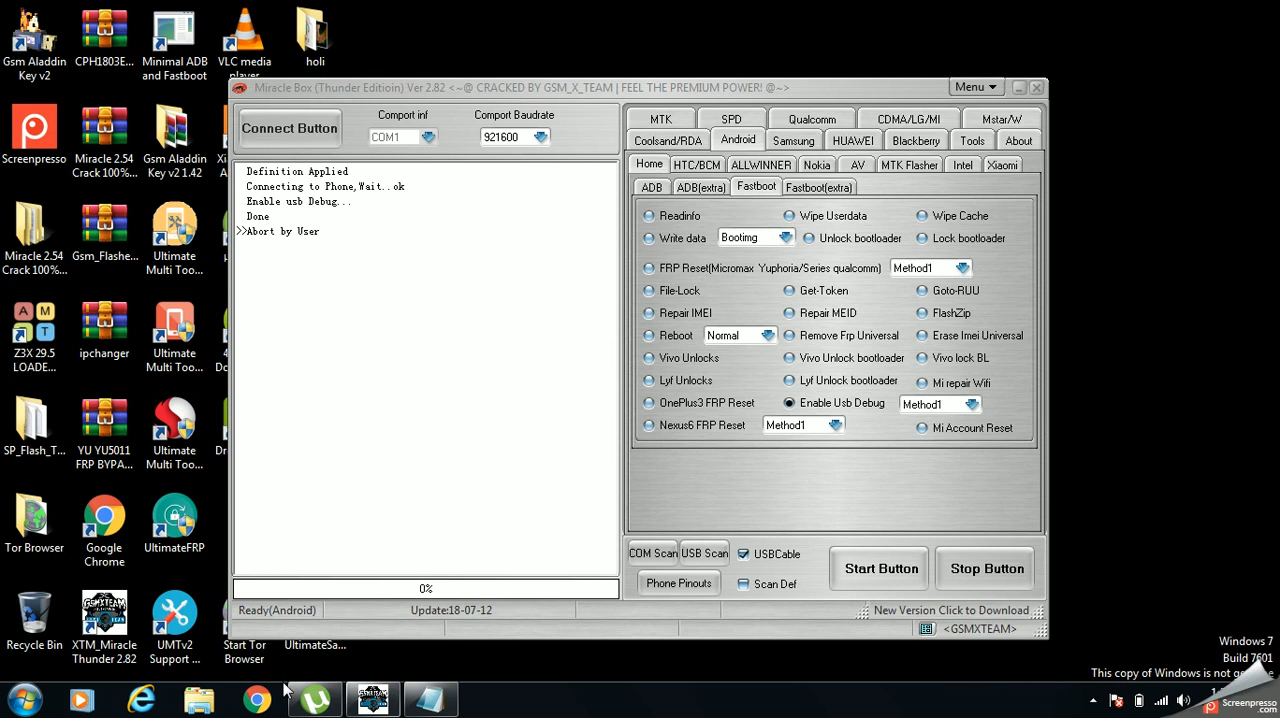 Gsm Aladdin
Key v2
CPH1803E...
Minimal ADB
and Fastboot
VLC media
player
holi
Screenpresso
Miracle 2.54
Crack 100%...
Gsm Aladdin
Key v2 1.42
Miracle 2.54
Crack 100%...
Gsm_Flashe...
Ultimate
Multi Too...
A M
T
Z3X 29.5
LOADE...
ipchanger
Ultimate
Multi Too...
SP_Flash_T...
YU YU5011
FRP BYPA...
Ultimate
Multi Too...
Tor Browser
Google
Chrome
UltimateFRP
Recycle Bin
XTM_Miracle
Thunder 2.82
UMTv2
Support ...
Start Tor
Browser
UltimateSa...
Miracle Box (Thunder Editioin) Ver 2.82 <~@ CRACKED BY GSM_X_TEAM | FEEL THE PREMIUM POWER! @~>
Menu
Connect Button
Comport inf
Comport Baudrate
COM1
921600
Definition Applied
Connecting to Phone,Wait..ok
Enable usb Debug...
Done
>>Abort by User
0%
MTK SPD Qualcomm CDMA/LG/MI Mstar/W
Coolsand/RDA Android Samsung HUAWEI Blackberry Tools About
Home HTC/BCM ALLWINNER Nokia AV MTK Flasher Intel Xiaomi
ADB ADB(extra) Fastboot Fastboot(extra)
Readinfo Wipe Userdata Wipe Cache
Write data Bootimg Unlock bootloader Lock bootloader
FRP Reset(Micromax Yuphoria/Series qualcomm) Method1
File-Lock Get-Token Goto-RUU
Repair IMEI Repair MEID FlashZip
Reboot Normal Remove Frp Universal Erase Imei Universal
Vivo Unlocks Vivo Unlock bootloader Vivo lock BL
Lyf Unlocks Lyf Unlock bootloader Mi repair Wifi
OnePlus3 FRP Reset Enable Usb Debug Method1
Nexus6 FRP Reset Method1 Mi Account Reset
COM Scan USB Scan USBCable
Phone Pinouts Scan Def
Start Button Stop Button
Ready(Android) Update:18-07-12 New Version Click to Download
<GSMXTEAM>
Windows 7
Build 7601
This copy of Windows is not ge
Screenpresso
.com